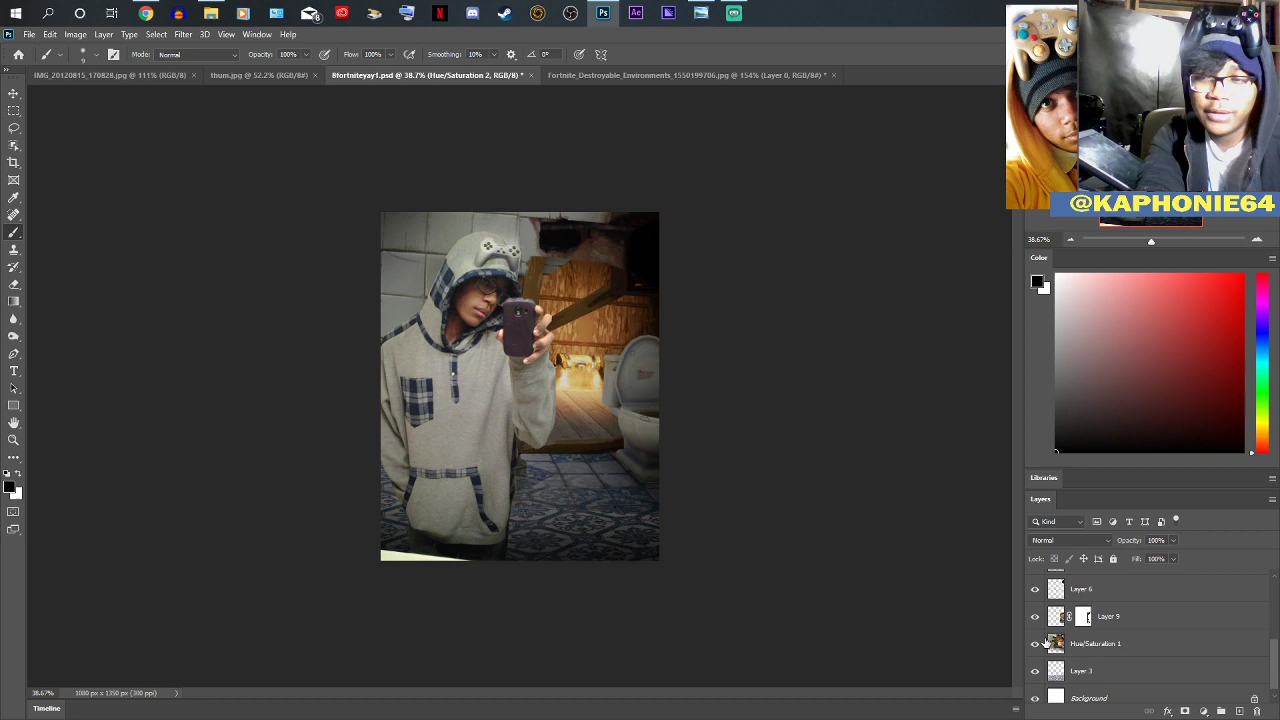 File Edit Image Layer Type Select Filter 3D View Window Help
Mode: Normal Opacity: 100% Flow: 100% Smoothing: 10% 0°
IMG_20120815_170828.jpg @ 111% (RGB/8) × thum.jpg @ 52.2% (RGB/8#) × 8fortniteyay1.psd @ 38.7% (Hue/Saturation 2, RGB/8) * × Fortnite_Destroyable_Environments_1550199706.jpg @ 154% (Layer 0, RGB/8#) * ×
@KAPHONIE64
38.67%
Color
Libraries
Layers
Kind
Normal Opacity: 100%
Lock: Fill: 100%
Layer 6
Layer 9
Hue/Saturation 1
Layer 3
Background
38.67% 1080 px x 1350 px (300 ppi)
Timeline